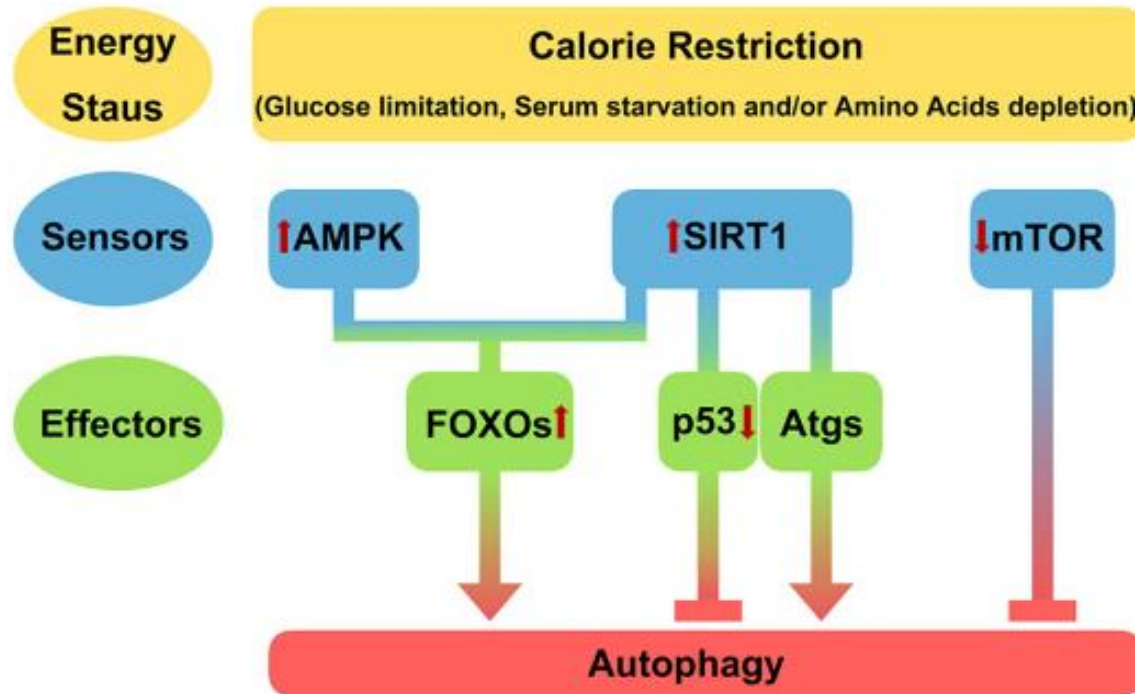 Energy
Staus
Calorie Restriction
(Glucose limitation, Serum starvation and/or Amino Acids depletion)
Sensors
AMPK
SIRT1
mTOR
Effectors
FOXOs
p53
Atgs
Autophagy